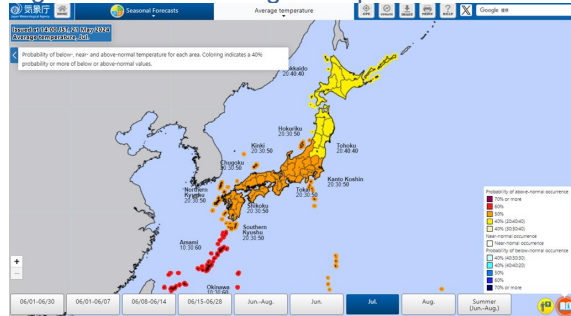 気象庁
Japan Meteorological Agency
HOME
Seasonal Forecasts
Average temperature
HELP
Google
Issued at 14:00 JST, 21 May 2024
Average temperature, Jul.
Probability of below-, near- and above-normal temperature for each area. Coloring indicates a 40%
probability or more of below or above-normal values.
Hokkaido
20:40:40
Hokuriku
20:30:50
Tohoku
20:40:40
Kinki
20:30:50
Chugoku
20:30:50
Kanto Koshin
20:30:50
Tokai
20:30:50
Northern
Kyushu
20:30:50
Shikoku
20:30:50
Southern
Kyushu
20:30:50
Amami
10:30:60
Okinawa
10:30:60
Probability of above-normal occurrence
70% or more
60%
50%
40% (20:40:40)
40% (30:30:40)
Near-normal occurrence
Near-normal occurrence
Probability of below-normal occurrence
40% (40:30:30)
40% (40:40:20)
50%
60%
70% or more
+
−
06/01-06/30
06/01-06/07
06/08-06/14
06/15-06/28
Jun.-Aug.
Jun.
Jul.
Aug.
Summer
(Jun.-Aug.)